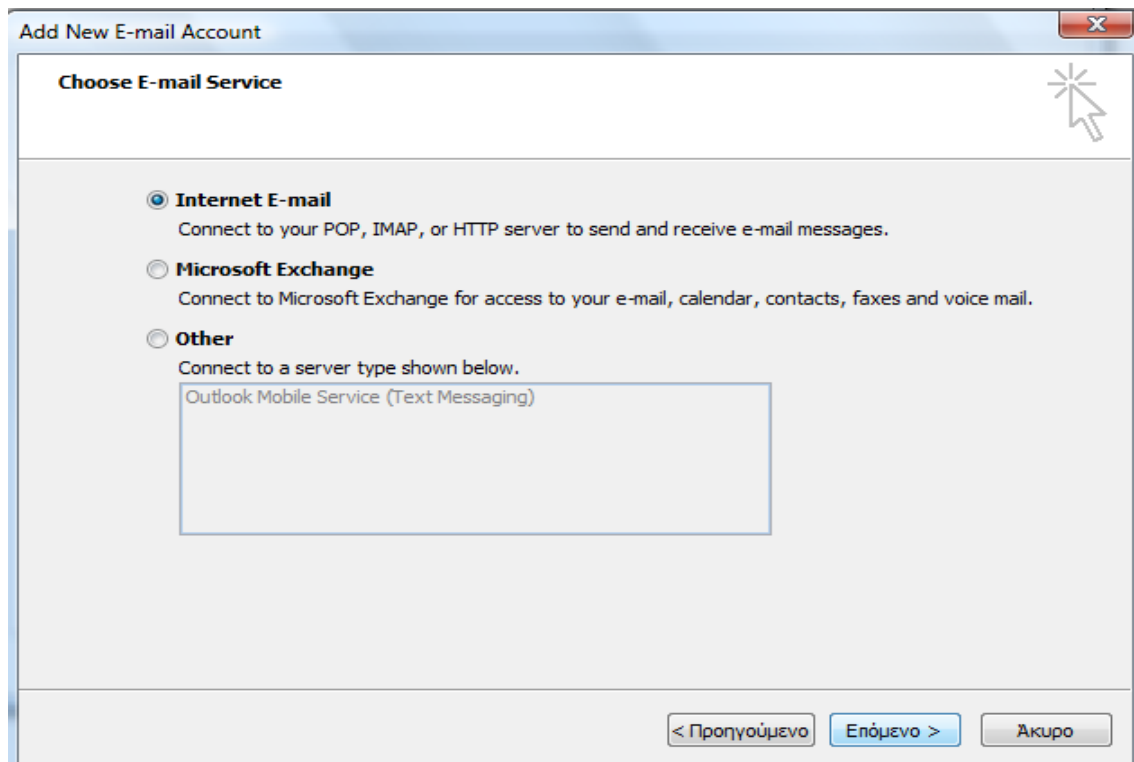 Add New E-mail Account
Choose E-mail Service
Internet E-mail
Connect to your POP, IMAP, or HTTP server to send and receive e-mail messages.
Microsoft Exchange
Connect to Microsoft Exchange for access to your e-mail, calendar, contacts, faxes and voice mail.
Other
Connect to a server type shown below.
Outlook Mobile Service (Text Messaging)
< Προηγούμενο Επόμενο > Άκυρο